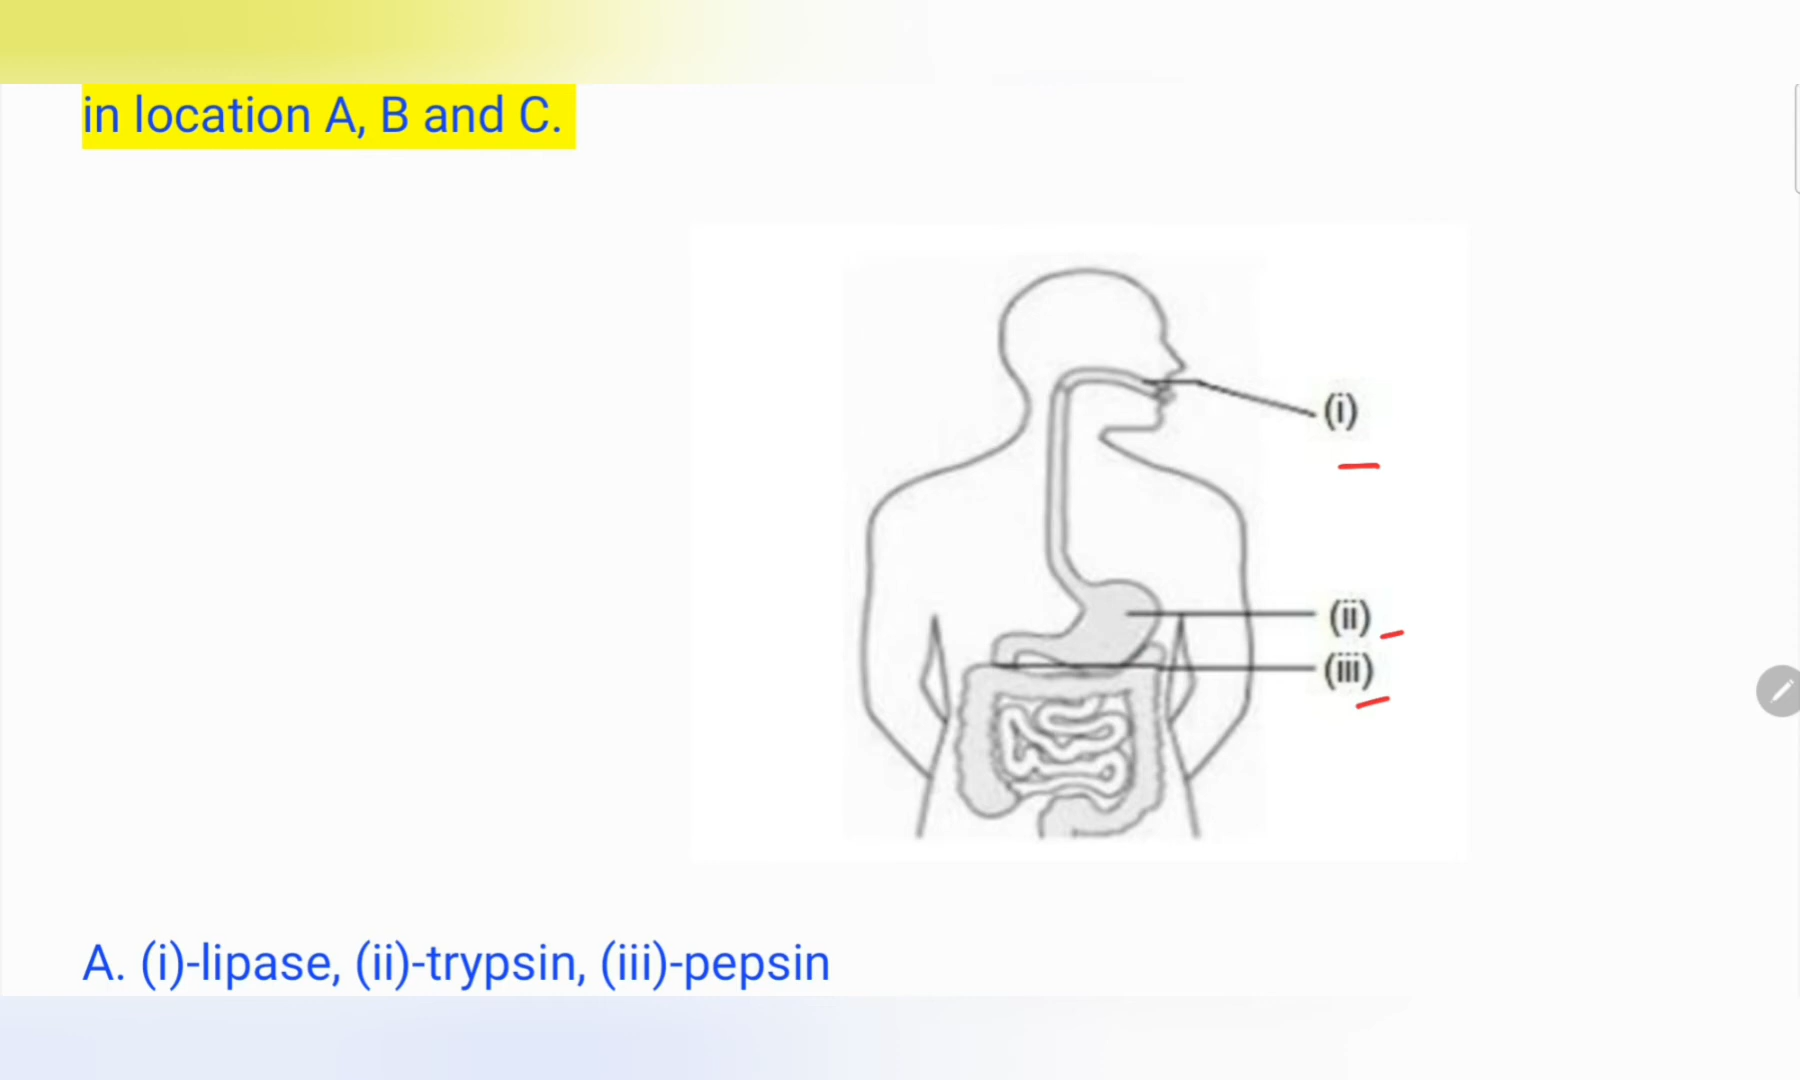 in location A, B and C.
(i)
(ii)
(iii)
A. (i)-lipase, (ii)-trypsin, (iii)-pepsin